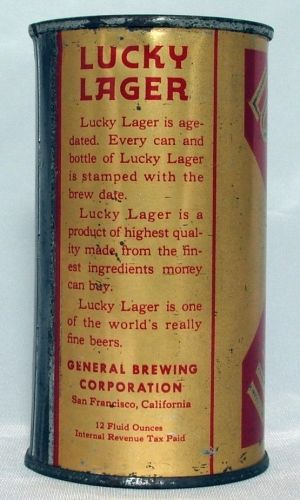 LUCKY
LAGER
Lucky Lager is age-
dated. Every can and
bottle of Lucky Lager
is stamped with the
brew date.
Lucky Lager is a
product of highest qual-
ity made from the fin-
est ingredients money
can buy.
Lucky Lager is one
of the world's really
fine beers.
GENERAL BREWING
CORPORATION
San Francisco, California
12 Fluid Ounces
Internal Revenue Tax Paid